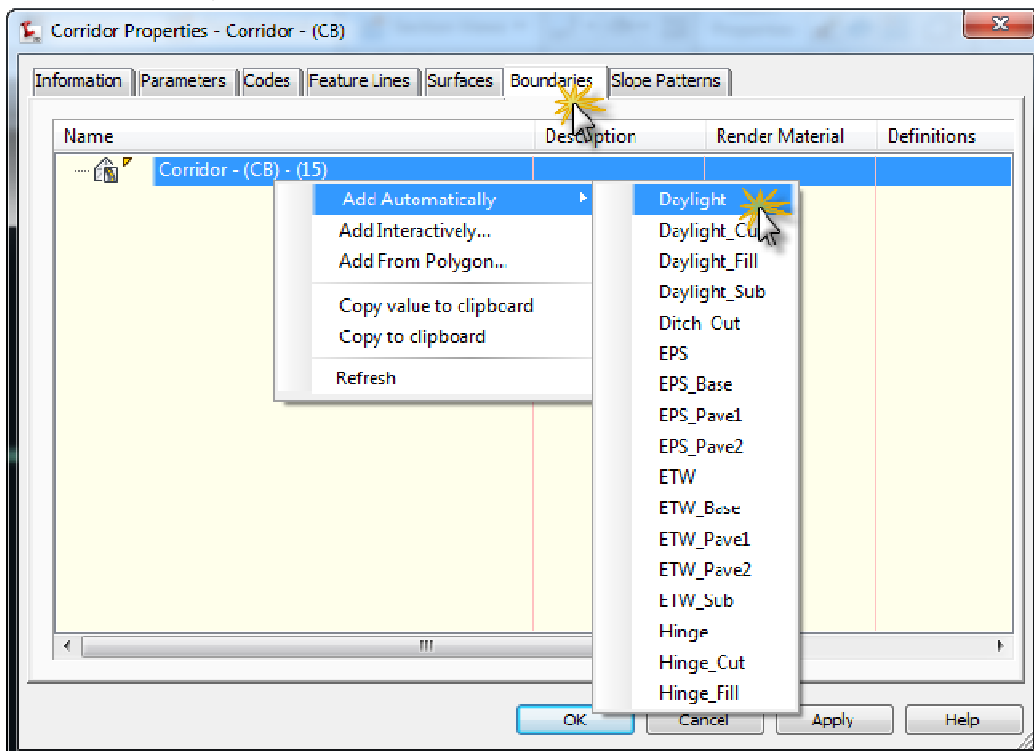 Corridor Properties - Corridor - (CB)
Information Parameters Codes Feature Lines Surfaces Boundaries Slope Patterns
Name Description Render Material Definitions
Corridor - (CB) - (15)
Add Automatically
Add Interactively...
Add From Polygon...
Copy value to clipboard
Copy to clipboard
Refresh
Daylight
Daylight_Cut
Daylight_Fill
Daylight_Sub
Ditch_Out
EPS
EPS_Base
EPS_Pave1
EPS_Pave2
ETW
ETW_Base
ETW_Pave1
ETW_Pave2
ETW_Sub
Hinge
Hinge_Cut
Hinge_Fill
OK Cancel Apply Help